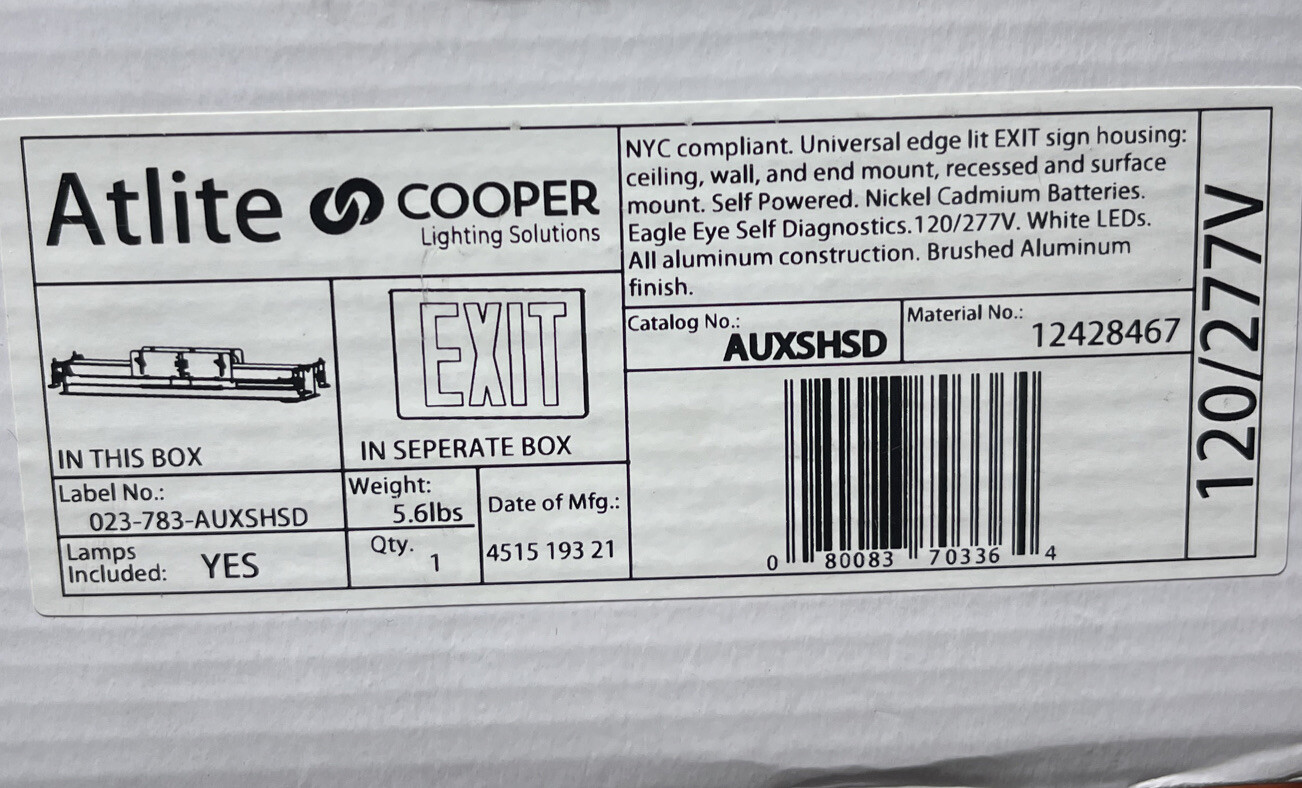 Atlite COOPER
Lighting Solutions
NYC compliant. Universal edge lit EXIT sign housing:
ceiling, wall, and end mount, recessed and surface
mount. Self Powered. Nickel Cadmium Batteries.
Eagle Eye Self Diagnostics.120/277V. White LEDs.
All aluminum construction. Brushed Aluminum
finish.
120/277V
Catalog No.:
AUXSHSD
Material No.:
12428467
EXIT
IN THIS BOX
IN SEPERATE BOX
Label No.:
023-783-AUXSHSD
Weight:
5.6lbs
Date of Mfg.:
4515 193 21
Lamps
Included: YES
Qty.
1
0 80083 70336 4